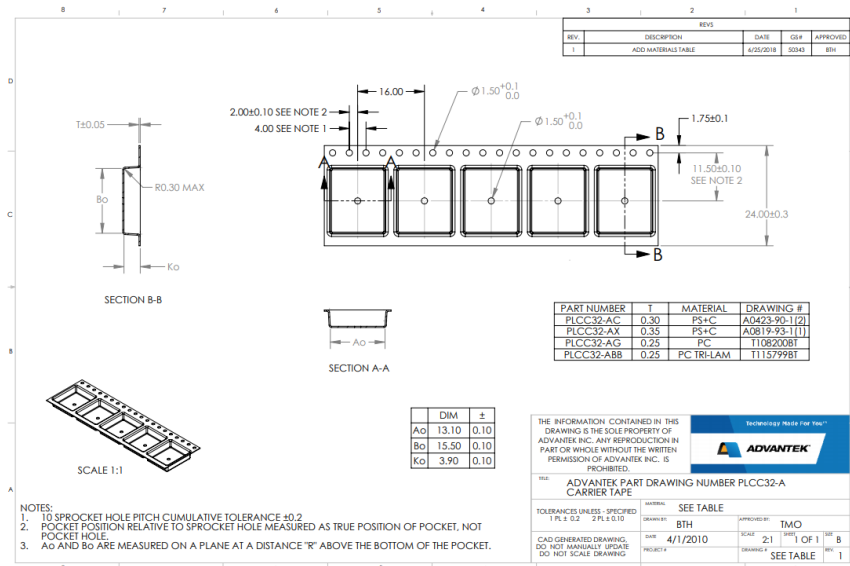 8 7 6 5 4 3 2 1
REVS
REV. DESCRIPTION DATE GS# APPROVED
1 ADD MATERIALS TABLE 6/25/2018 50343 BTH
D
C
B
A
16.00
Ø1.50 +0.1 0.0
2.00±0.10 SEE NOTE 2
4.00 SEE NOTE 1
Ø1.50 +0.1 0.0
1.75±0.1
B
T±0.05
A A
11.50±0.10
SEE NOTE 2
R0.30 MAX
Bo
24.00±0.3
B
Ko
SECTION B-B
Ao
SECTION A-A
PART NUMBER T MATERIAL DRAWING #
PLCC32-AC 0.30 PS+C A0423-90-1(2)
PLCC32-AX 0.35 PS+C A0819-93-1(1)
PLCC32-AG 0.25 PC T108200BT
PLCC32-ABB 0.25 PC TRI-LAM T115799BT
SCALE 1:1
DIM ±
Ao 13.10 0.10
Bo 15.50 0.10
Ko 3.90 0.10
THE INFORMATION CONTAINED IN THIS
DRAWING IS THE SOLE PROPERTY OF
ADVANTEK INC. ANY REPRODUCTION IN
PART OR WHOLE WITHOUT THE WRITTEN
PERMISSION OF ADVANTEK INC. IS
PROHIBITED.
Technology Made For You
ADVANTEK
TITLE:
ADVANTEK PART DRAWING NUMBER PLCC32-A
CARRIER TAPE
TOLERANCES UNLESS - SPECIFIED
1 PL ± 0.2 2 PL ± 0.10
MATERIAL SEE TABLE
DRAWN BY: BTH
APPROVED BY: TMO
CAD GENERATED DRAWING,
DO NOT MANUALLY UPDATE
DO NOT SCALE DRAWING
DATE 4/1/2010
SCALE 2:1
SHEET 1 OF 1
SIZE B
PROJECT #
DRAWING # SEE TABLE
REV. 1
NOTES:
1. 10 SPROCKET HOLE PITCH CUMULATIVE TOLERANCE ±0.2
2. POCKET POSITION RELATIVE TO SPROCKET HOLE MEASURED AS TRUE POSITION OF POCKET, NOT
POCKET HOLE.
3. Ao AND Bo ARE MEASURED ON A PLANE AT A DISTANCE "R" ABOVE THE BOTTOM OF THE POCKET.